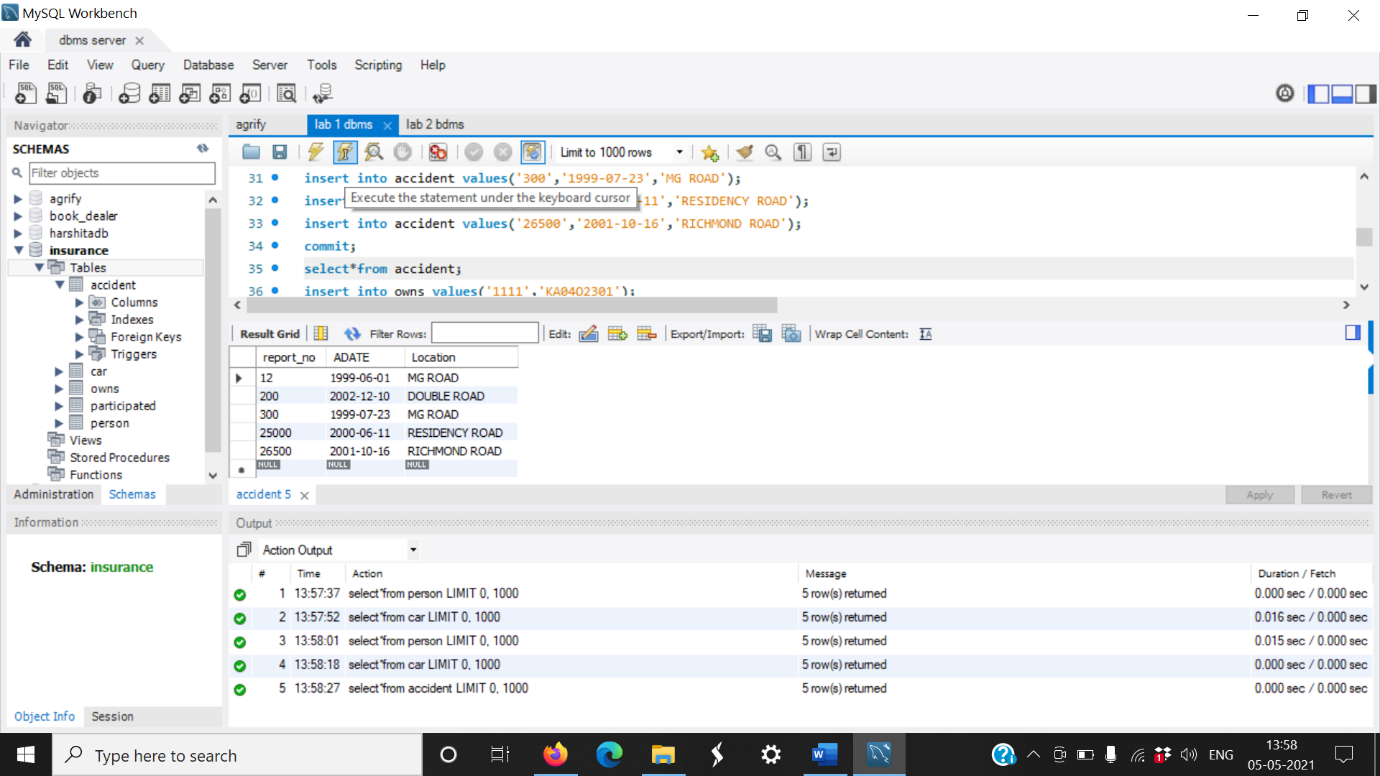 MySQL Workbench
dbms server
File Edit View Query Database Server Tools Scripting Help
Navigator
SCHEMAS
Filter objects
agrify
book_dealer
harshitadb
insurance
Tables
accident
Columns
Indexes
Foreign Keys
Triggers
car
owns
participated
person
Views
Stored Procedures
Functions
Administration Schemas
Information
Schema: insurance
Object Info Session
agrify lab 1 dbms lab 2 bdms
Limit to 1000 rows
31 insert into accident values('300','1999-07-23','MG ROAD');
Execute the statement under the keyboard cursor
32 inser -11','RESIDENCY ROAD');
33 insert into accident values('26500','2001-10-16','RICHMOND ROAD');
34 commit;
35 select*from accident;
36 insert into owns values('1111','KA04Q2301');
Result Grid Filter Rows: Edit: Export/Import: Wrap Cell Content:
report_no ADATE Location
12 1999-06-01 MG ROAD
200 2002-12-10 DOUBLE ROAD
300 1999-07-23 MG ROAD
25000 2000-06-11 RESIDENCY ROAD
26500 2001-10-16 RICHMOND ROAD
NULL NULL NULL
accident 5 Apply Revert
Output
Action Output
# Time Action Message Duration / Fetch
1 13:57:37 select*from person LIMIT 0, 1000 5 row(s) returned 0.000 sec / 0.000 sec
2 13:57:52 select*from car LIMIT 0, 1000 5 row(s) returned 0.016 sec / 0.000 sec
3 13:58:01 select*from person LIMIT 0, 1000 5 row(s) returned 0.015 sec / 0.000 sec
4 13:58:18 select*from car LIMIT 0, 1000 5 row(s) returned 0.000 sec / 0.000 sec
5 13:58:27 select*from accident LIMIT 0, 1000 5 row(s) returned 0.000 sec / 0.000 sec
Type here to search
ENG
13:58
05-05-2021